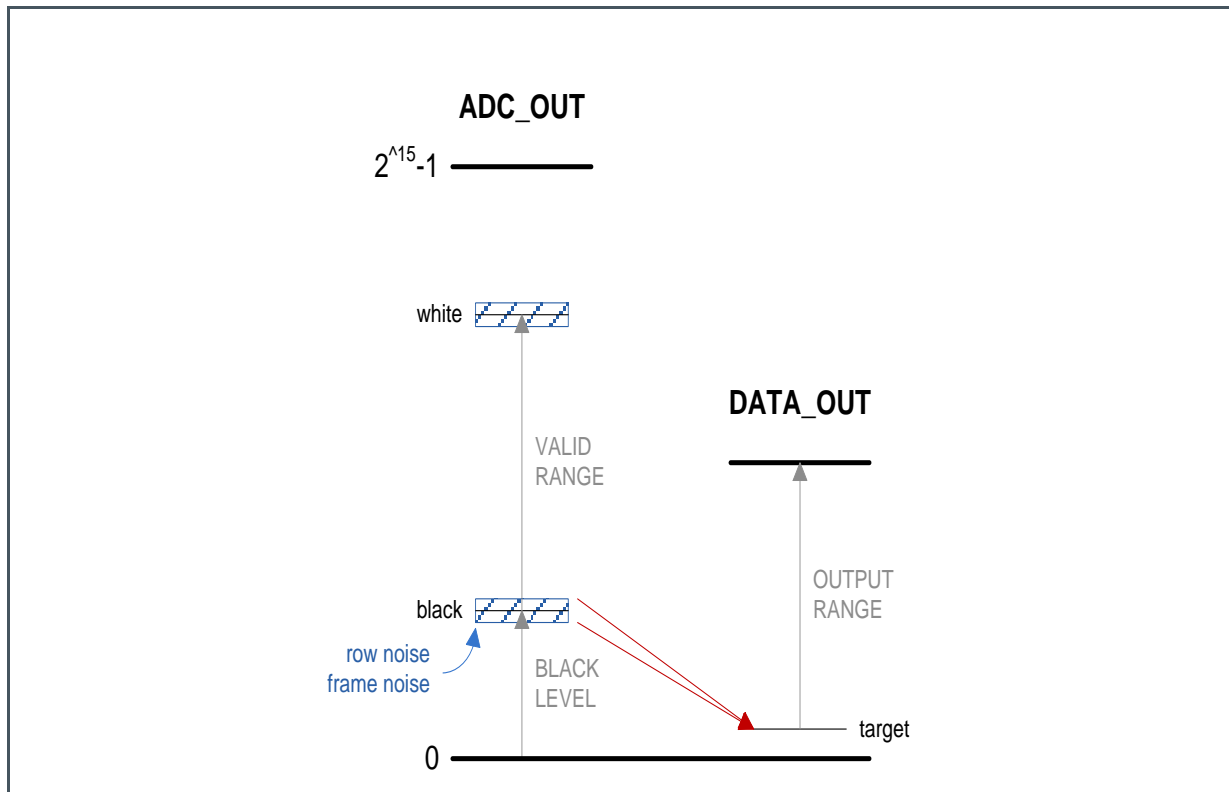 ADC_OUT
2^15-1
white
DATA_OUT
VALID
RANGE
OUTPUT
RANGE
black
row noise
frame noise
BLACK
LEVEL
target
0